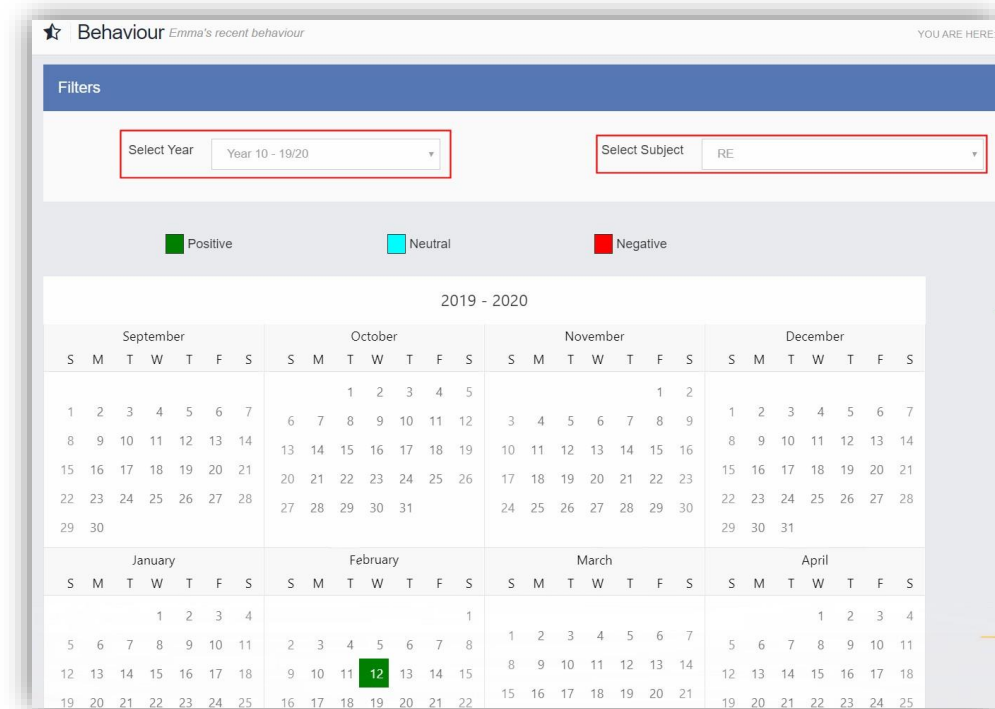 Behaviour Emma's recent behaviour YOU ARE HERE:
Filters
Select Year Year 10 - 19/20 Select Subject RE
Positive Neutral Negative
2019 - 2020
September October November December
S M T W T F S S M T W T F S S M T W T F S S M T W T F S
1 2 3 4 5 1 2
1 2 3 4 5 6 7 6 7 8 9 10 11 12 3 4 5 6 7 8 9 1 2 3 4 5 6 7
8 9 10 11 12 13 14 13 14 15 16 17 18 19 10 11 12 13 14 15 16 8 9 10 11 12 13 14
15 16 17 18 19 20 21 20 21 22 23 24 25 26 17 18 19 20 21 22 23 15 16 17 18 19 20 21
22 23 24 25 26 27 28 27 28 29 30 31 24 25 26 27 28 29 30 22 23 24 25 26 27 28
29 30 29 30 31
January February March April
S M T W T F S S M T W T F S S M T W T F S S M T W T F S
1 2 3 4 1 1 2 3 4
5 6 7 8 9 10 11 2 3 4 5 6 7 8 1 2 3 4 5 6 7 5 6 7 8 9 10 11
12 13 14 15 16 17 18 9 10 11 12 13 14 15 8 9 10 11 12 13 14 12 13 14 15 16 17 18
19 20 21 22 23 24 25 16 17 18 19 20 21 22 15 16 17 18 19 20 21 19 20 21 22 23 24 25